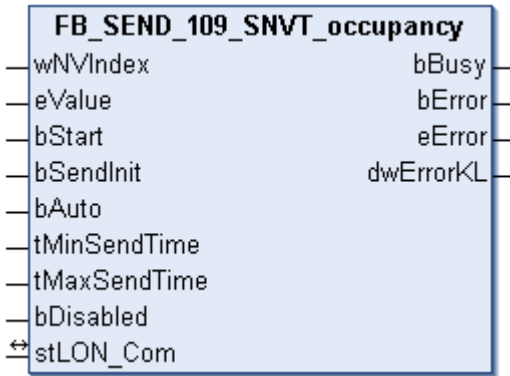 FB_SEND_109_SNVT_occupancy
wNVIndex bBusy
eValue bError
bStart eError
bSendInit dwErrorKL
bAuto
tMinSendTime
tMaxSendTime
bDisabled
stLON_Com